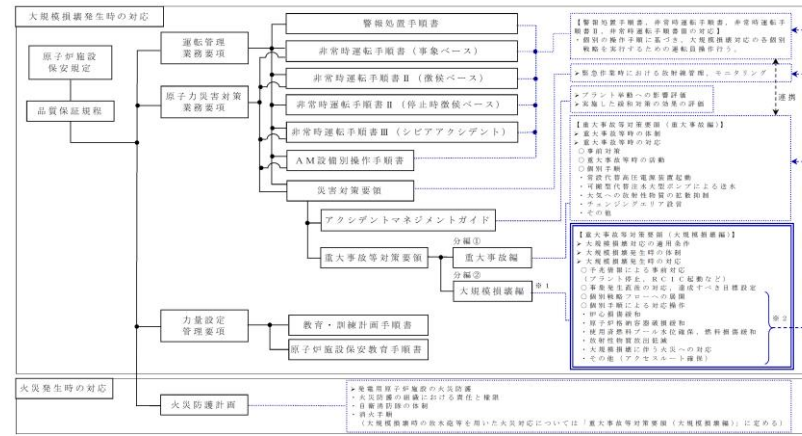 大規模損壊発生時の対応
原子炉施設
保安規定
品質保証規程
運転管理
業務要項
原子力災害対策
業務要項
力量設定
管理要項
警報処置手順書
非常時運転手順書(事象ベース)
非常時運転手順書Ⅱ(徴候ベース)
非常時運転手順書Ⅱ(停止時徴候ベース)
非常時運転手順書Ⅲ(シビアアクシデント)
AM設備別操作手順書
災害対策要領
アクシデントマネジメントガイド
重大事故等対策要領
分編①
重大事故編
分編②
大規模損壊編
※1
教育・訓練計画手順書
原子炉施設保安教育手順書
【警報処置手順書、非常時運転手順書、非常時運転手
順書Ⅱ、非常時運転手順書Ⅲの対応】
・個別の操作手順に基づき、大規模損壊対応の各個別
戦略を実行するための運転員操作行う。
➢緊急作業時における放射線管理、モニタリング
➢プラント挙動への影響評価
➢実施した緩和対策の効果の評価
連携
【重大事故等対策要領(重大事故編)】
➢重大事故等時の体制
➢重大事故等時の対応
○事前対策
○重大事故等時の活動
○個別手順
・常設代替高圧電源装置起動
・可搬型代替注水大型ポンプによる送水
・大気への放射性物質の拡散抑制
・チェンジングエリア設営
・その他
【重大事故等対策要領(大規模損壊編)】
➢大規模損壊対応の適用条件
➢大規模損壊発生時の体制
➢大規模損壊発生時の対応
○予兆情報による事前対応
(プラント停止、RCIC起動など)
○事象発生直後の対応、達成すべき目標設定
○個別戦略フローへの展開
○個別手順による対応操作
・炉心損傷緩和
・原子炉格納容器破損緩和
・使用済燃料プール水位確保、燃料損傷緩和
・放射性物質放出低減
・大規模損壊に伴う火災への対応
・その他(アクセスルート確保)
※2
火災発生時の対応
火災防護計画
➢発電用原子炉施設の火災防護
・火災防護の組織における責任と権限
・自衛消防隊の体制
・消火手順
(大規模損壊時の放水砲等を用いた火災対応については「重大事故等対策要領(大規模損壊編)」に定める)